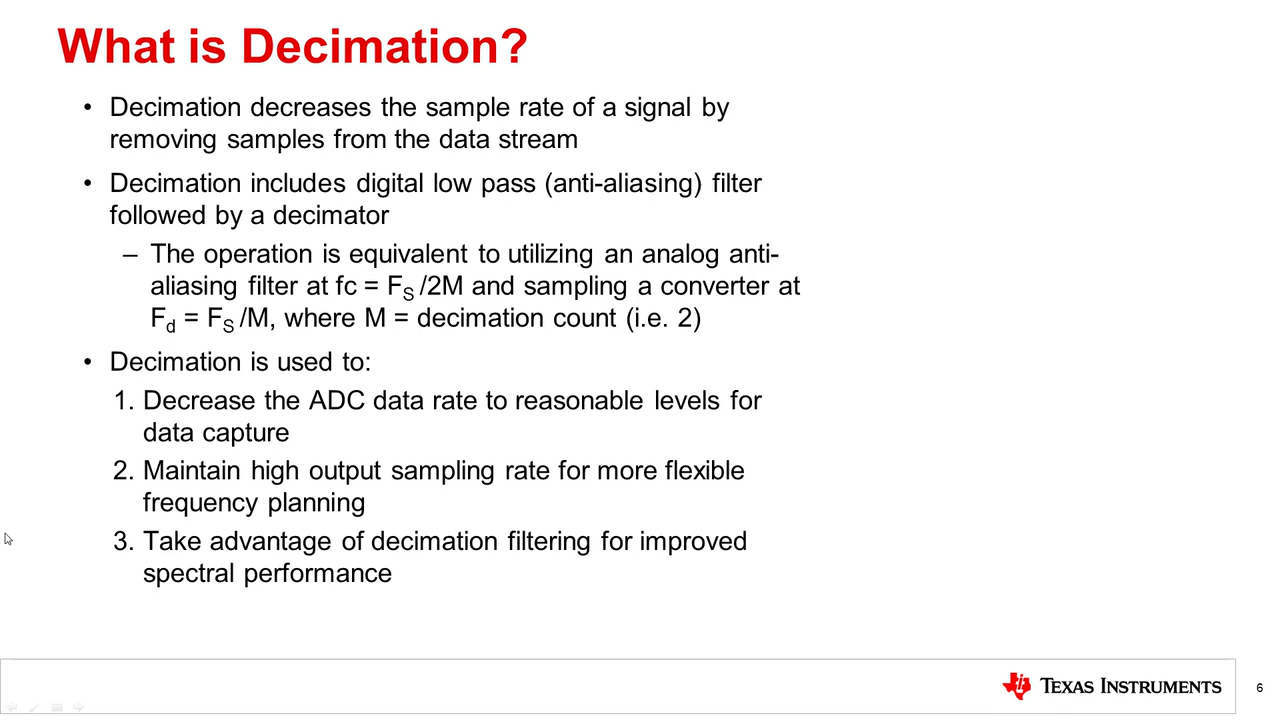 What is Decimation?
• Decimation decreases the sample rate of a signal by
removing samples from the data stream
• Decimation includes digital low pass (anti-aliasing) filter
followed by a decimator
– The operation is equivalent to utilizing an analog anti-
aliasing filter at fc = FS /2M and sampling a converter at
Fd = FS /M, where M = decimation count (i.e. 2)
• Decimation is used to:
1. Decrease the ADC data rate to reasonable levels for
data capture
2. Maintain high output sampling rate for more flexible
frequency planning
3. Take advantage of decimation filtering for improved
spectral performance
TEXAS INSTRUMENTS
6